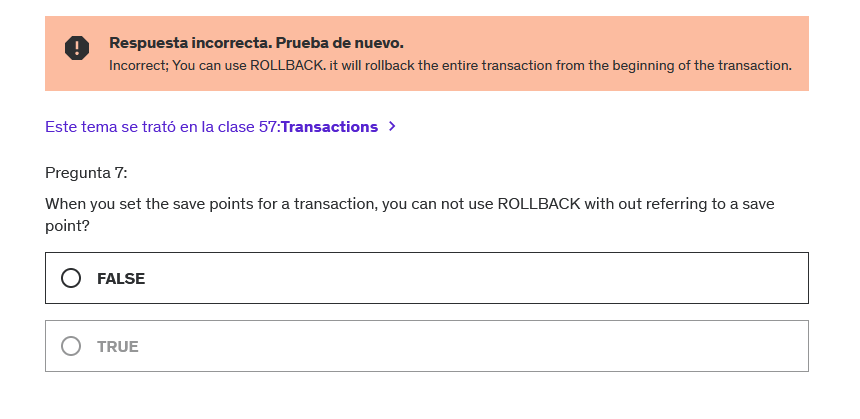 Respuesta incorrecta. Prueba de nuevo.
Incorrect; You can use ROLLBACK. it will rollback the entire transaction from the beginning of the transaction.
Este tema se trató en la clase 57:Transactions
Pregunta 7:
When you set the save points for a transaction, you can not use ROLLBACK with out referring to a save
point?
FALSE
TRUE